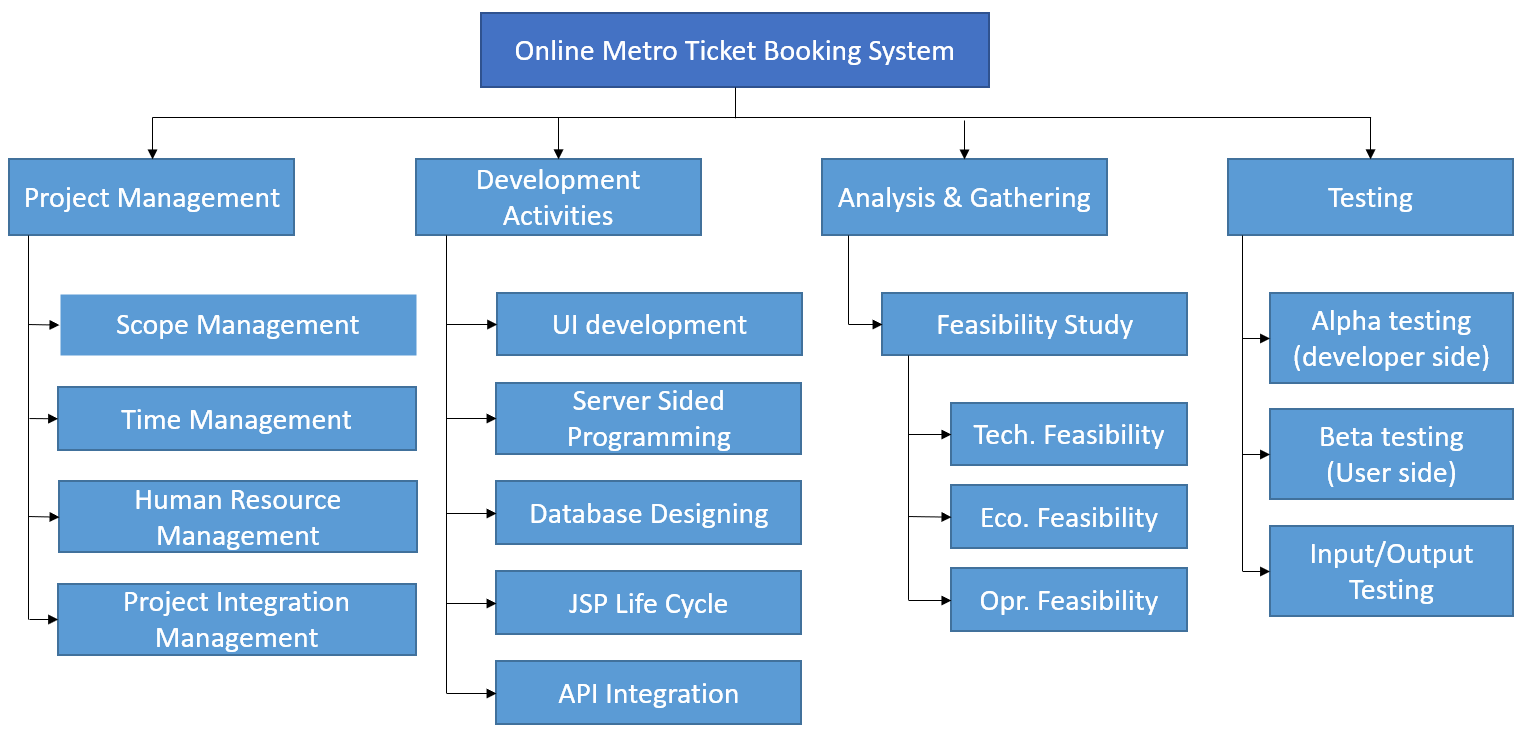 Online Metro Ticket Booking System
Project Management
Scope Management
Time Management
Human Resource
Management
Project Integration
Management
Development
Activities
UI development
Server Sided
Programming
Database Designing
JSP Life Cycle
API Integration
Analysis & Gathering
Feasibility Study
Tech. Feasibility
Eco. Feasibility
Opr. Feasibility
Testing
Alpha testing
(developer side)
Beta testing
(User side)
Input/Output
Testing